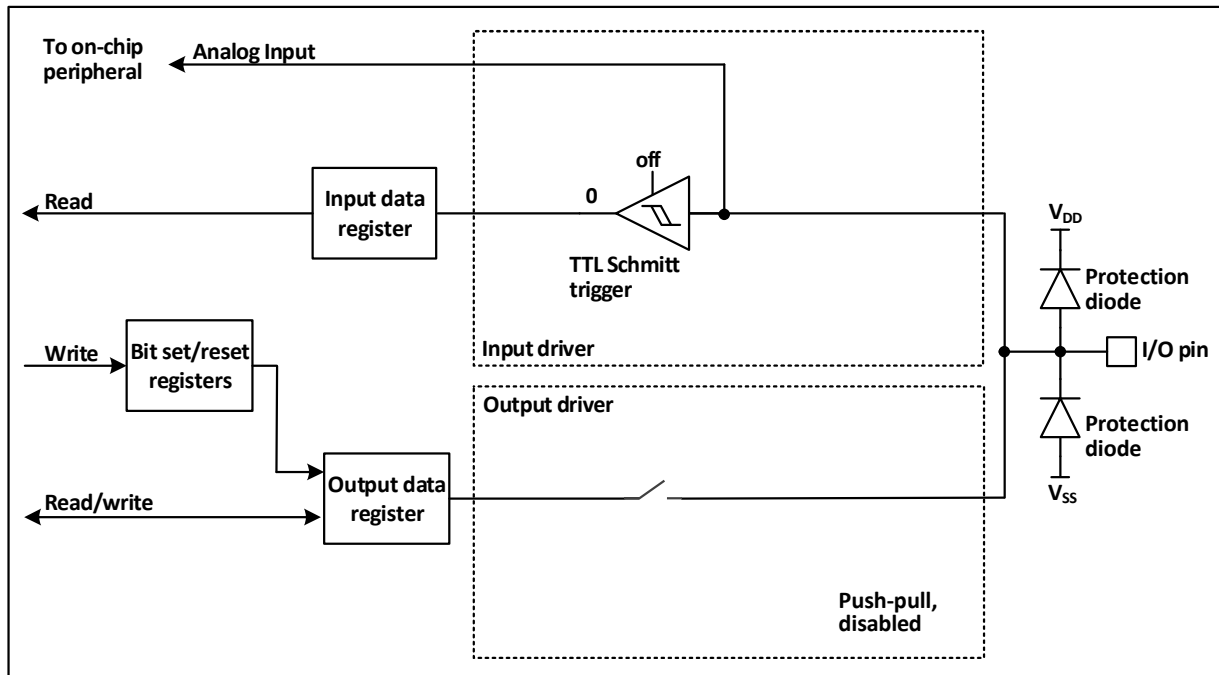 To on-chip
peripheral
Analog Input
off
0
Read
Input data
register
TTL Schmitt
trigger
V_DD
Protection
diode
Write
Bit set/reset
registers
Input driver
I/O pin
Output driver
Protection
diode
Read/write
Output data
register
V_SS
Push-pull,
disabled